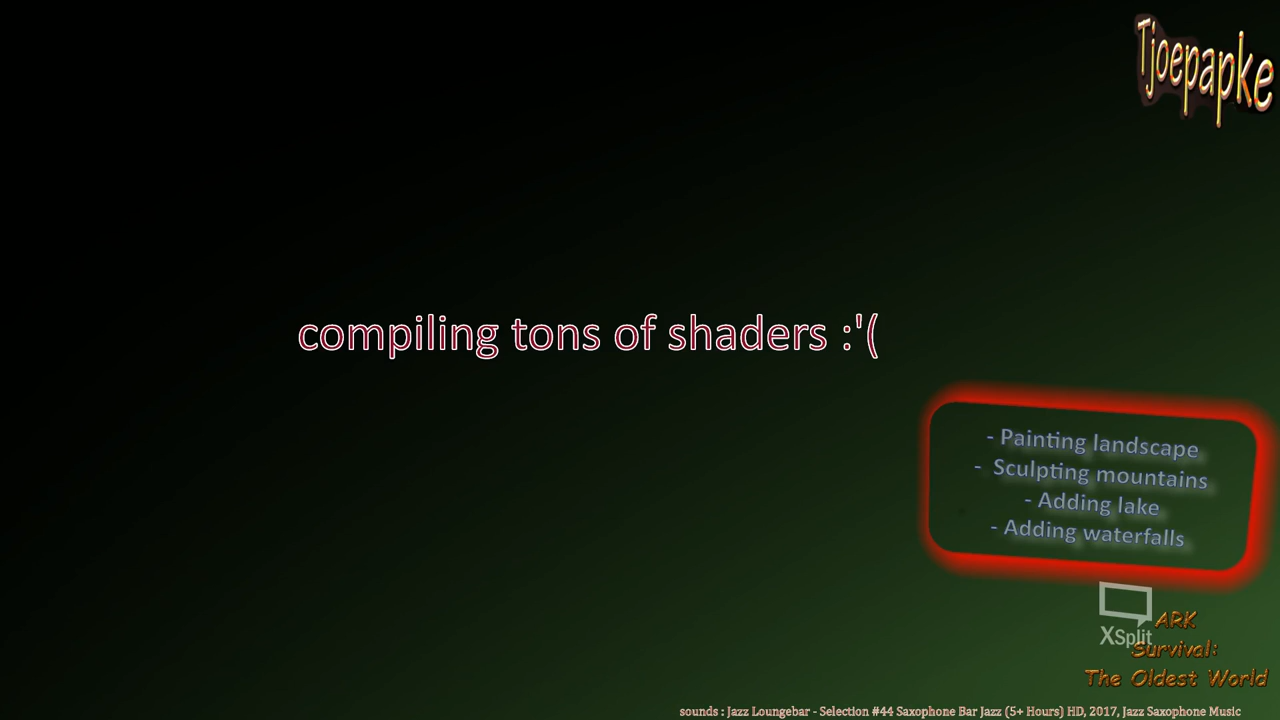 Tjoepapke
compiling tons of shaders :'(
- Painting landscape
- Sculpting mountains
- Adding lake
- Adding waterfalls
XSplit
ARK
Survival:
The Oldest World
sounds : Jazz Loungebar - Selection #44 Saxophone Bar Jazz (5+ Hours) HD, 2017, Jazz Saxophone Music